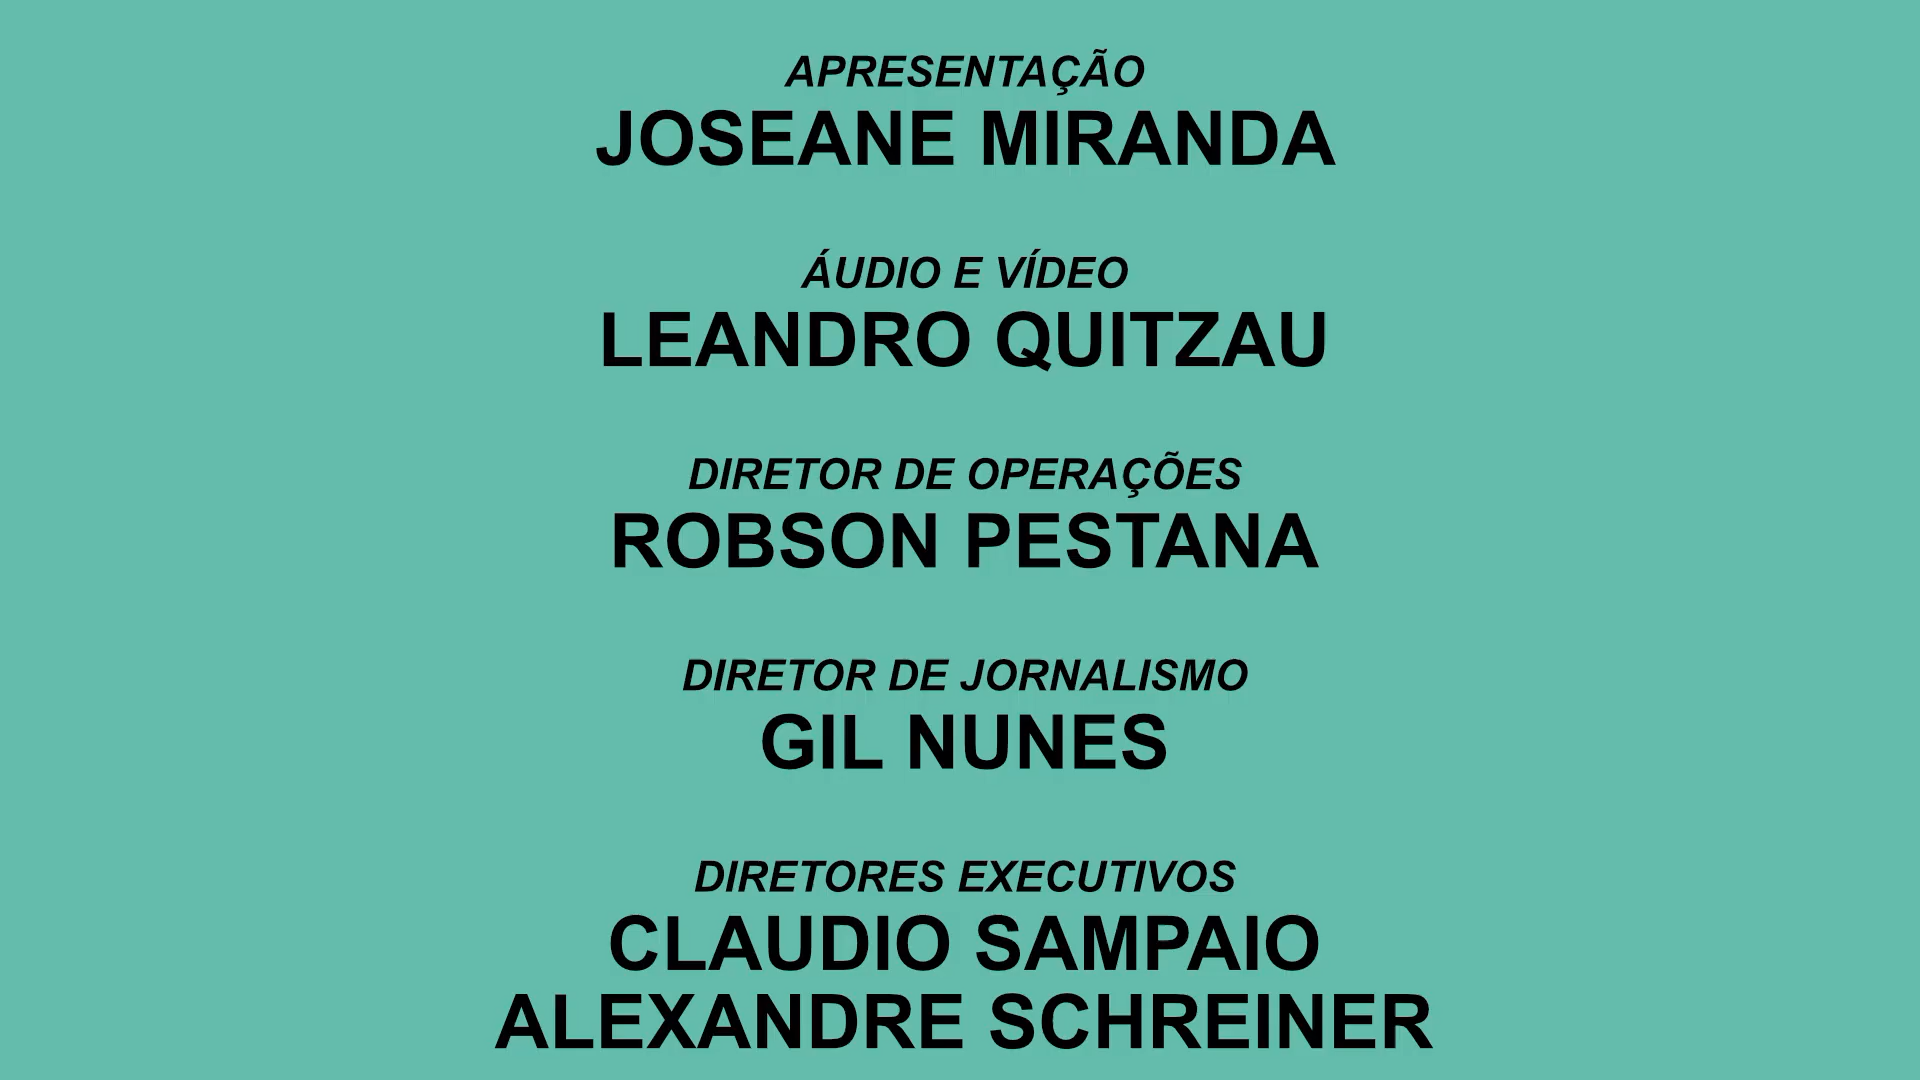 APRESENTAÇÃO
JOSEANE MIRANDA
ÁUDIO E VÍDEO
LEANDRO QUITZAU
DIRETOR DE OPERAÇÕES
ROBSON PESTANA
DIRETOR DE JORNALISMO
GIL NUNES
DIRETORES EXECUTIVOS
CLAUDIO SAMPAIO
ALEXANDRE SCHREINER